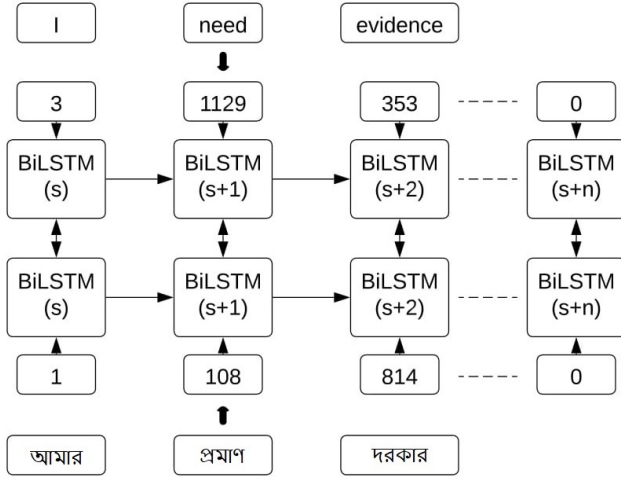 I need evidence
3 1129 353 0
BiLSTM BiLSTM BiLSTM BiLSTM
(s) (s+1) (s+2) (s+n)
BiLSTM BiLSTM BiLSTM BiLSTM
(s) (s+1) (s+2) (s+n)
1 108 814 0
আমার প্রমাণ দরকার